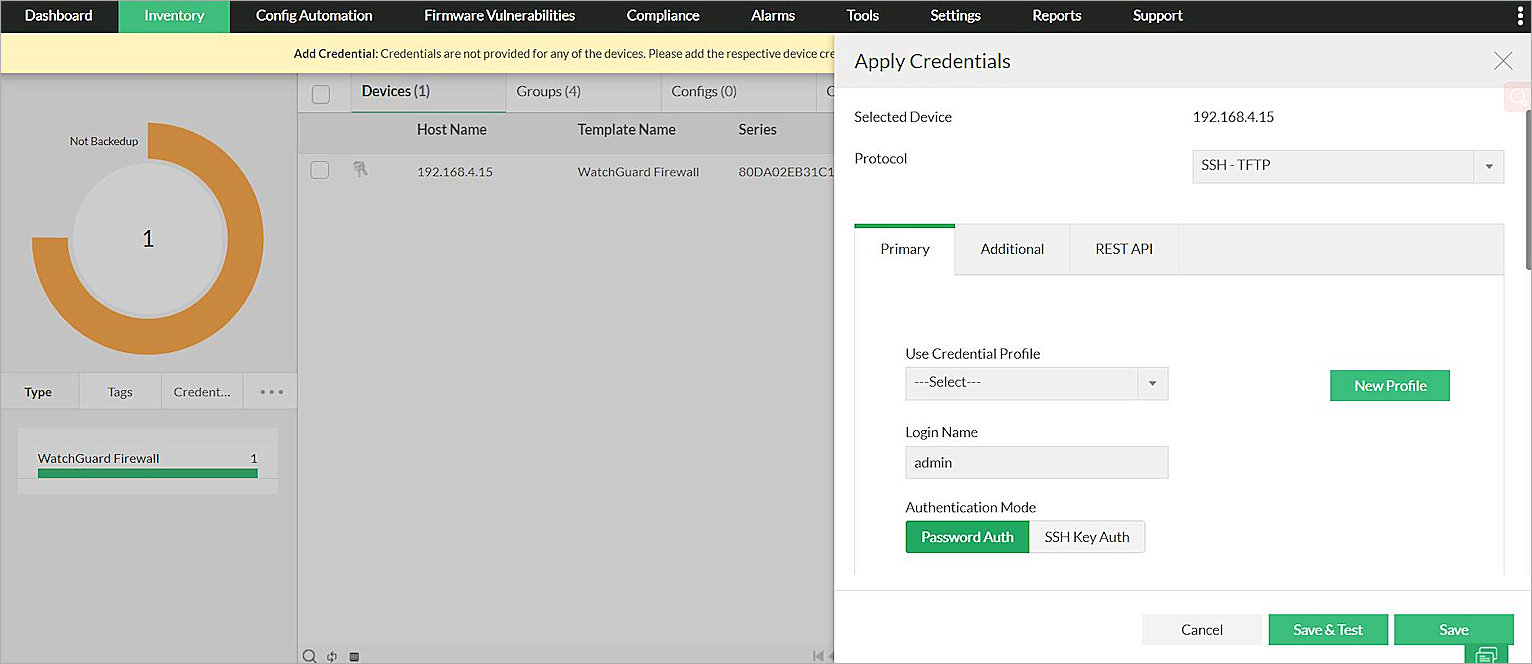 Dashboard Inventory Config Automation Firmware Vulnerabilities Compliance Alarms Tools Settings Reports Support
Add Credential: Credentials are not provided for any of the devices. Please add the respective device cre
Not Backedup
1
Type Tags Credent...
WatchGuard Firewall 1
Devices (1) Groups (4) Configs (0)
Host Name Template Name Series
192.168.4.15 WatchGuard Firewall 80DA02EB31C1
Apply Credentials
Selected Device 192.168.4.15
Protocol SSH - TFTP
Primary Additional REST API
Use Credential Profile
---Select--- New Profile
Login Name
admin
Authentication Mode
Password Auth SSH Key Auth
Cancel Save & Test Save